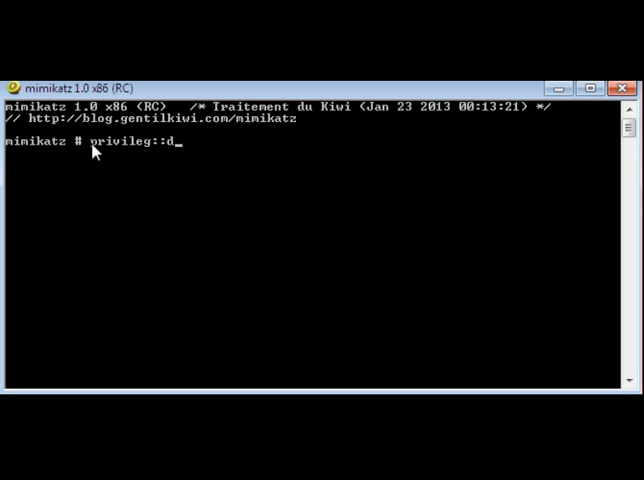 mimikatz 1.0 x86 (RC)
mimikatz 1.0 x86 (RC)   /* Traitement du Kiwi (Jan 23 2013 00:13:21) */
// http://blog.gentilkiwi.com/mimikatz
mimikatz # privileg::d_